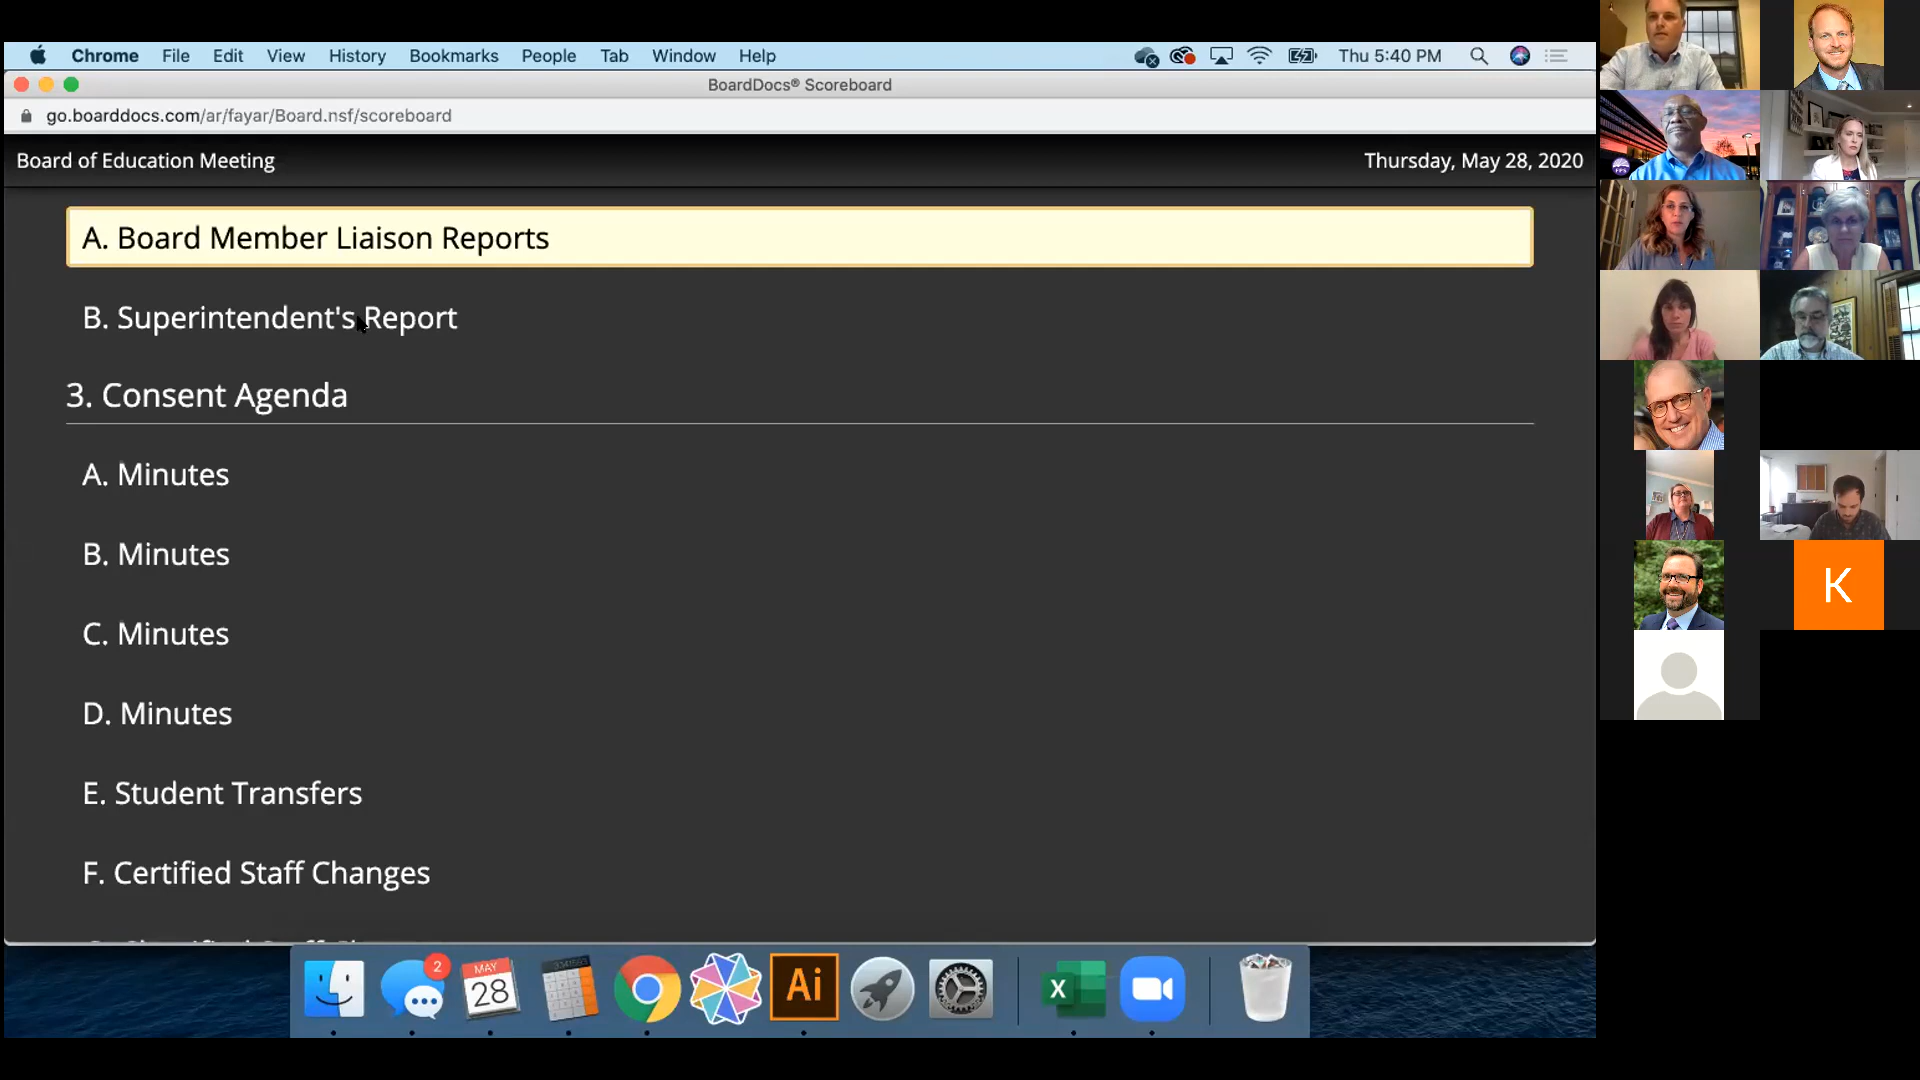 Chrome File Edit View History Bookmarks People Tab Window Help Thu 5:40 PM
BoardDocs® Scoreboard
go.boarddocs.com/ar/fayar/Board.nsf/scoreboard
Board of Education Meeting Thursday, May 28, 2020
A. Board Member Liaison Reports
B. Superintendent's Report
3. Consent Agenda
A. Minutes
B. Minutes
C. Minutes
D. Minutes
E. Student Transfers
F. Certified Staff Changes
K
2
MAY
28
Ai
X